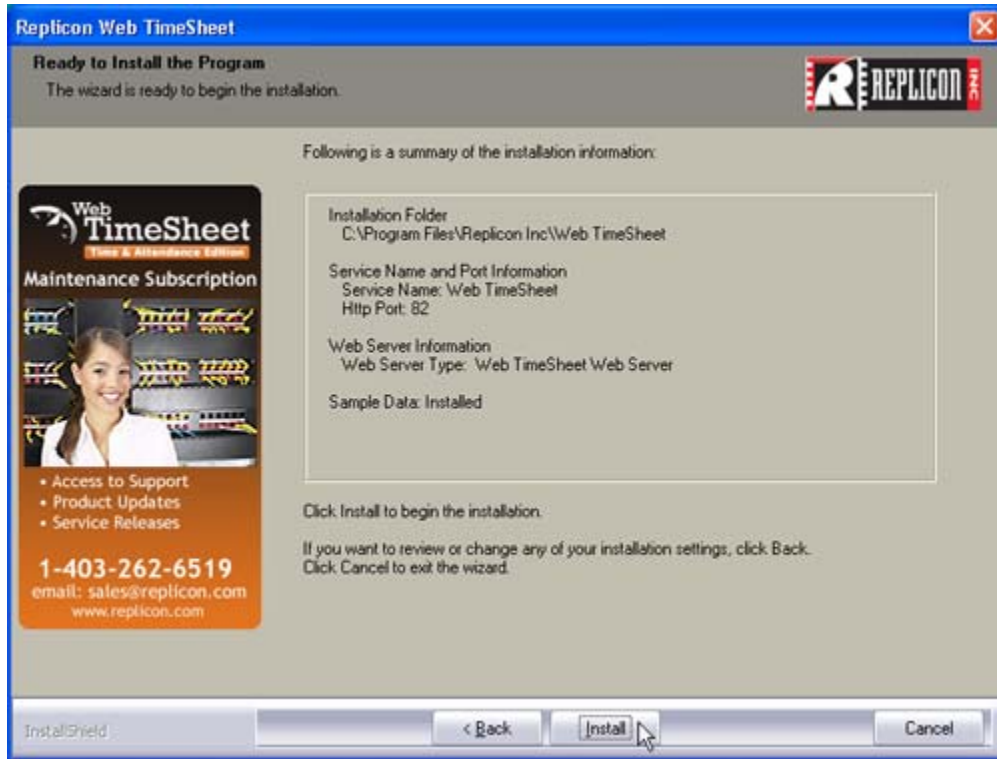 Replicon Web TimeSheet
Ready to Install the Program
The wizard is ready to begin the installation.
REPLICON INC
Following is a summary of the installation information:
Web
TimeSheet
Time & Attendance Edition
Maintenance Subscription
• Access to Support
• Product Updates
• Service Releases
1-403-262-6519
email: sales@replicon.com
www.replicon.com
Installation Folder
C:\Program Files\Replicon Inc\Web TimeSheet
Service Name and Port Information
Service Name: Web TimeSheet
Http Port: 82
Web Server Information
Web Server Type: Web TimeSheet Web Server
Sample Data: Installed
Click Install to begin the installation.
If you want to review or change any of your installation settings, click Back.
Click Cancel to exit the wizard.
InstallShield
< Back
Install
Cancel